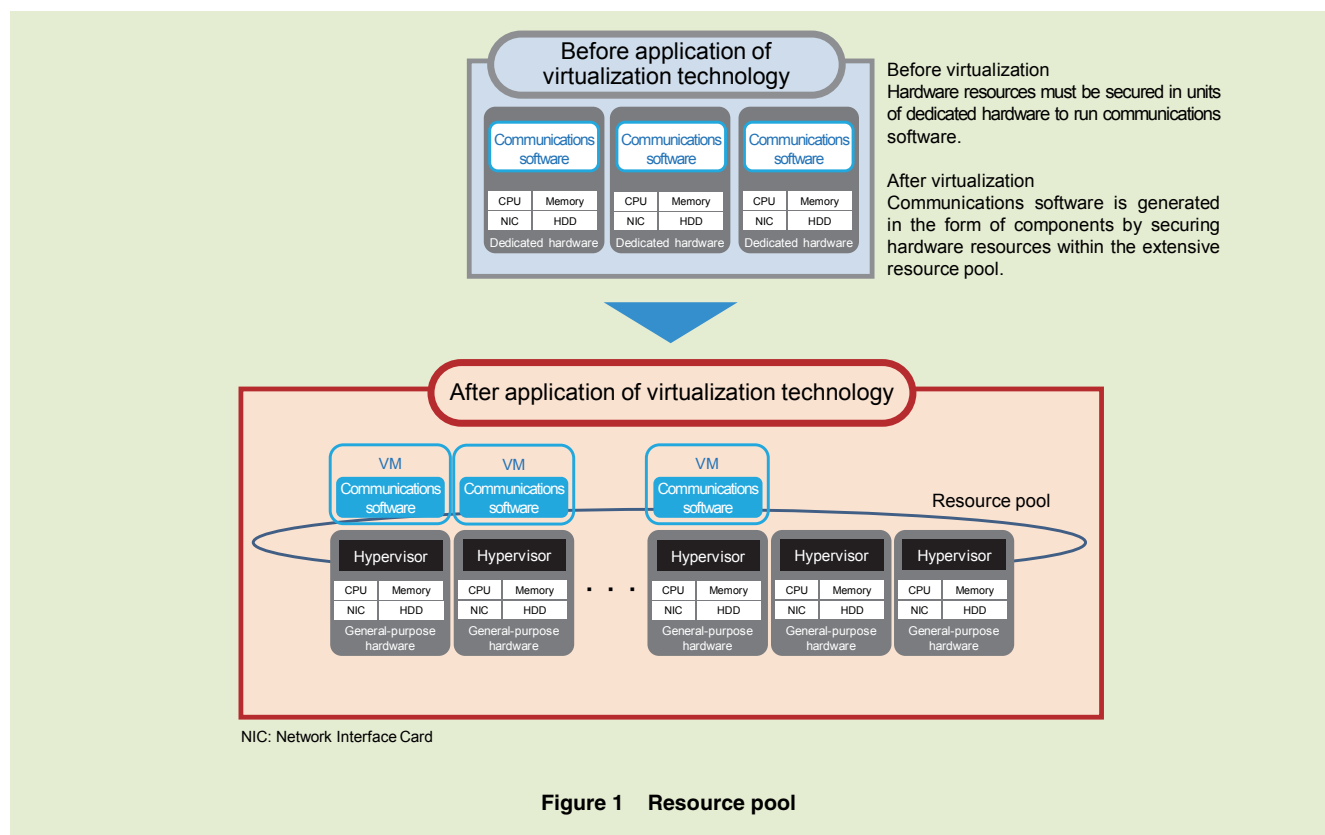 Before application of
virtualization technology
Communications
software
CPU Memory
NIC HDD
Dedicated hardware
Communications
software
CPU Memory
NIC HDD
Dedicated hardware
Communications
software
CPU Memory
NIC HDD
Dedicated hardware
Before virtualization
Hardware resources must be secured in units
of dedicated hardware to run communications
software.
After virtualization
Communications software is generated
in the form of components by securing
hardware resources within the extensive
resource pool.
After application of virtualization technology
VM
Communications
software
VM
Communications
software
VM
Communications
software
Resource pool
Hypervisor
CPU Memory
NIC HDD
General-purpose
hardware
Hypervisor
CPU Memory
NIC HDD
General-purpose
hardware
· · ·
Hypervisor
CPU Memory
NIC HDD
General-purpose
hardware
Hypervisor
CPU Memory
NIC HDD
General-purpose
hardware
Hypervisor
CPU Memory
NIC HDD
General-purpose
hardware
NIC: Network Interface Card
Figure 1 Resource pool